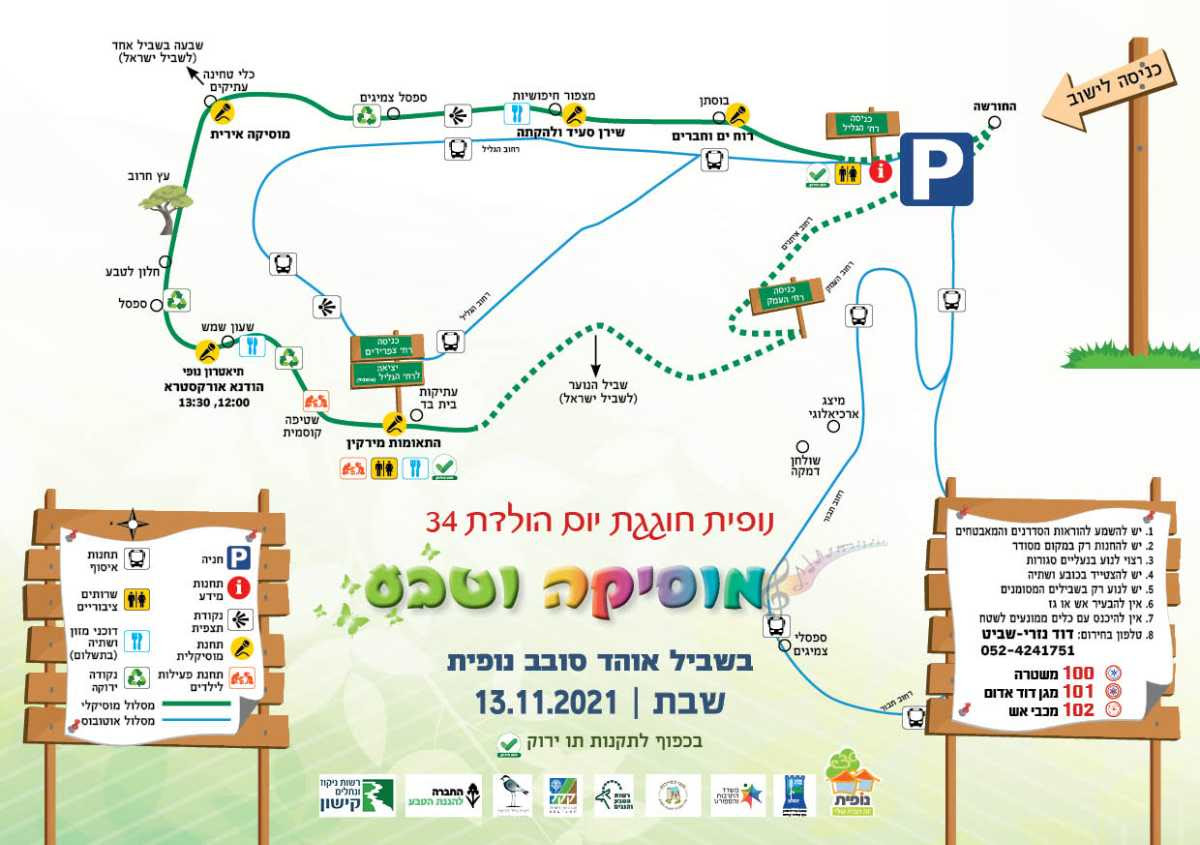 כניסה לישוב
החורשה
שבעה בשביל אחד
(לשביל ישראל)
כלי טחינה
עתיקים
מוסיקה אירית
ספסל צמיגים
מצפור חיפושיות
שירן סעיד ולהקתה
בוסתן
רוח ים וחברים
כניסה
רח' הגליל
P
i
רחוב הגליל
עץ חרוב
חלון לטבע
ספסל
שעון שמש
תיאטרון נופי
הודנא אורקסטרא
12:00, 13:30
שטיפה
קוסמית
כניסה
רח' צפרירים
יציאה
לרח' הגליל
רחוב הגליל
עתיקות
בית בד
התאומות מירקין
שביל הנוער
(לשביל ישראל)
רחוב איתנים
רחוב העמק
כניסה
רח' העמק
מיצג
ארכיאולוגי
שולחן
דמקה
רחוב תבור
ספסלי
צמיגים
רחוב תבור
נופית חוגגת יום הולדת 34
מוסיקה וטבע
בשביל אוהד סובב נופית
שבת | 13.11.2021
בכפוף לתקנות תו ירוק
חניה
תחנות
איסוף
תחנות
מידע
שרותים
ציבוריים
נקודת
תצפית
דוכני מזון
ושתיה
(בתשלום)
תחנת
מוסיקלית
נקודה
ירוקה
תחנת פעילות
לילדים
מסלול מוסיקלי
מסלול אוטובוס
1. יש להשמע להוראות הסדרנים והמאבטחים
2. יש להחנות רק במקום מסודר
3. רצוי לנוע בנעליים סגורות
4. יש להצטייד בכובע ושתיה
5. יש לנוע רק בשבילים המסומנים
6. אין להבעיר אש או גז
7. אין להיכנס עם כלים ממונעים לשטח
8. טלפון בחירום: דוד נזרי-שביט
052-4241751
100 משטרה
101 מגן דוד אדום
102 מכבי אש
רשות ניקוז
ונחלים
קישון
החברה
להגנת הטבע
רשות
הטבע
והגנים
משרד
התרבות
והספורט
נופית